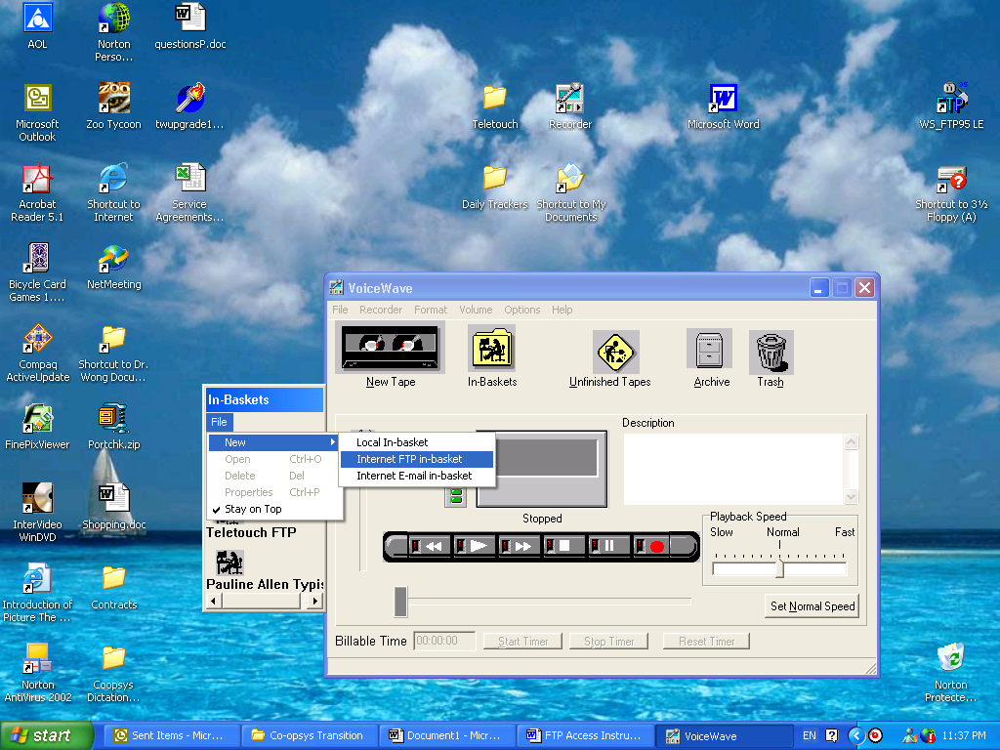 AOL
Norton
Perso...
questionsP.doc
Microsoft
Outlook
Zoo Tycoon
twupgrade1...
Teletouch
Recorder
Microsoft Word
WS_FTP95 LE
Acrobat
Reader 5.1
Shortcut to
Internet
Service
Agreements...
Daily Trackers
Shortcut to My
Documents
Shortcut to 3½
Floppy (A)
Bicycle Card
Games 1....
NetMeeting
Compaq
ActiveUpdate
Shortcut to Dr.
Wong Docu...
FinePixViewer
Portchk.zip
InterVideo
WinDVD
Shopping.doc
Introduction of
Picture The ...
Contracts
Norton
AntiVirus 2002
Coopsys
Dictation...
Norton
Protecte...
VoiceWave
File Recorder Format Volume Options Help
New Tape
In-Baskets
Unfinished Tapes
Archive
Trash
In-Baskets
File
New
Open Ctrl+O
Delete Del
Properties Ctrl+P
Stay on Top
Local In-basket
Internet FTP in-basket
Internet E-mail in-basket
Teletouch FTP
Pauline Allen Typis
Description
Stopped
Playback Speed
Slow Normal Fast
Set Normal Speed
Billable Time 00:00:00 Start Timer Stop Timer Reset Timer
start
Sent Items - Micr...
Co-opsys Transition
Document1 - Micr...
FTP Access Instru...
VoiceWave
EN
11:37 PM